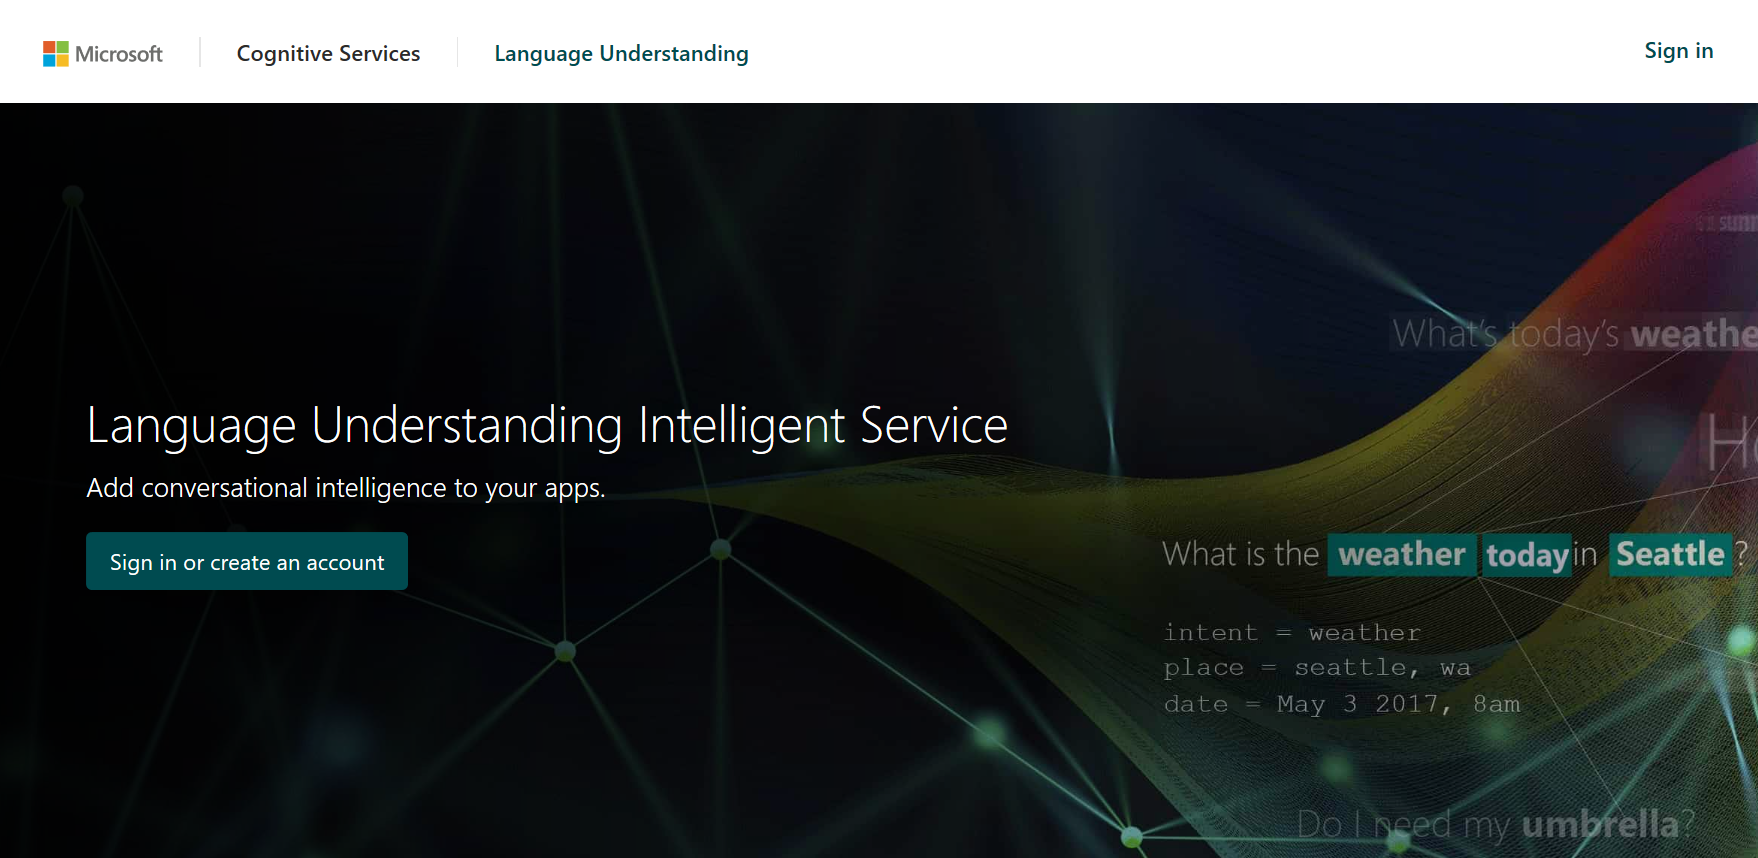 Microsoft
Cognitive Services
Language Understanding
Sign in
What's today's
Language Understanding Intelligent Service
Add conversational intelligence to your apps.
Sign in or create an account
What is the weather today in Seattle ?
intent = weather
place = seattle, wa
date = May 3 2017, 8am
Do I need my umbrella?